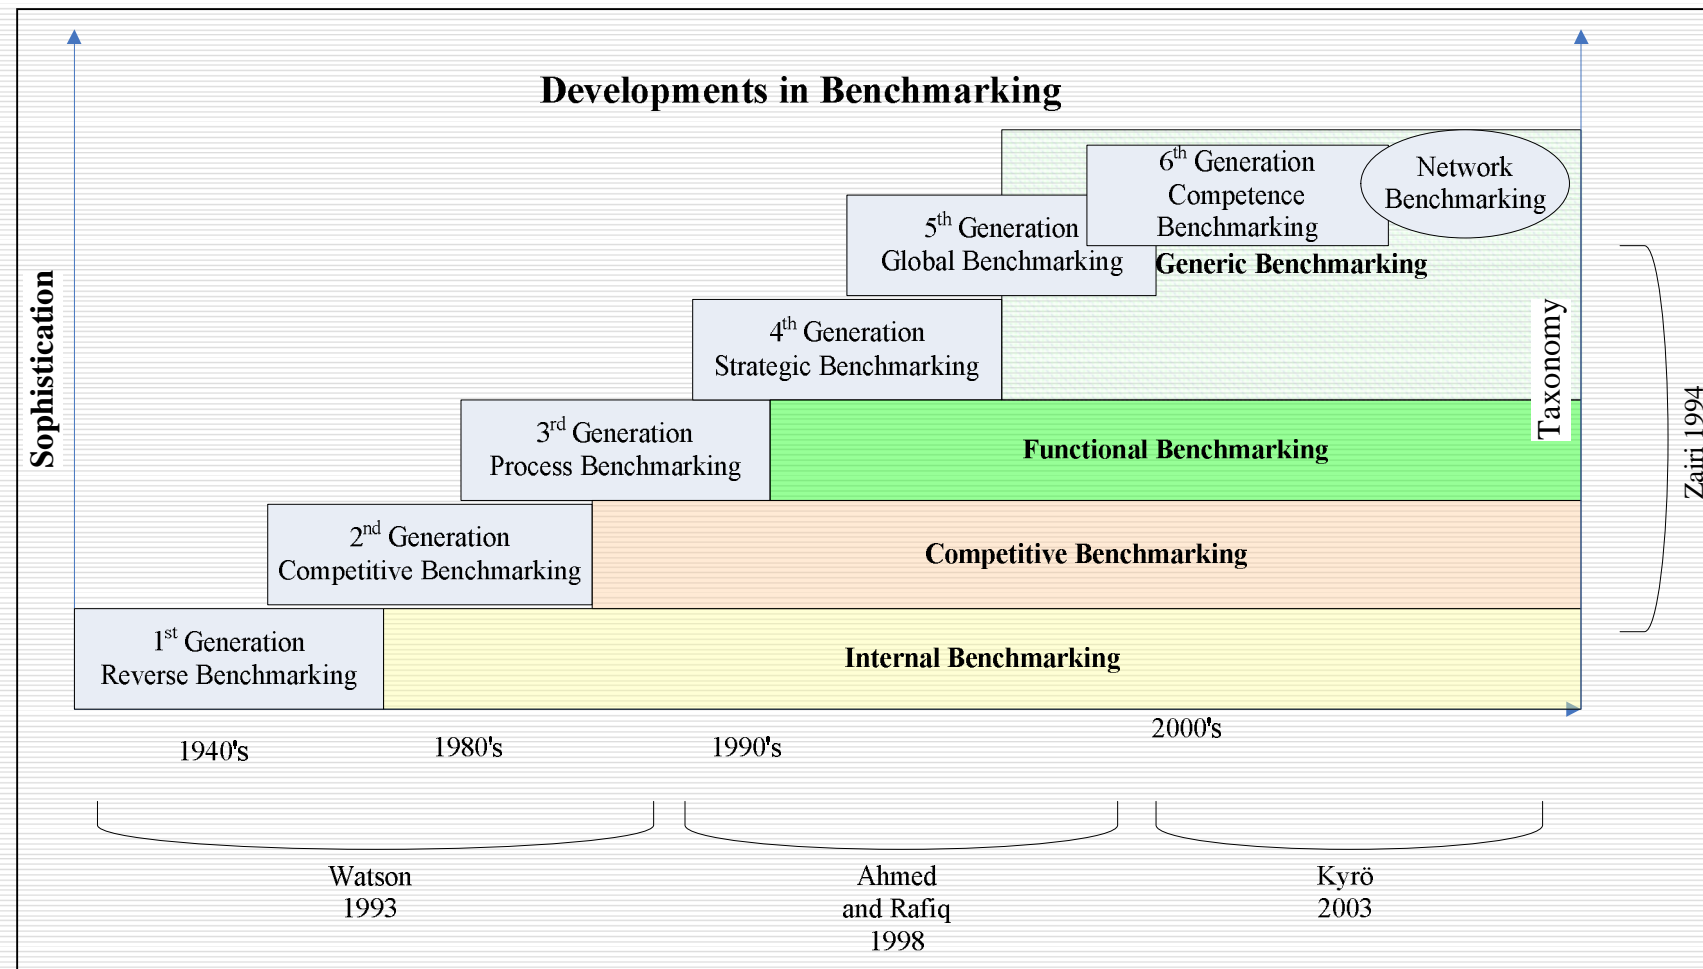 Developments in Benchmarking
6th Generation
Competence
Benchmarking
Network
Benchmarking
5th Generation
Global Benchmarking
Generic Benchmarking
4th Generation
Strategic Benchmarking
3rd Generation
Process Benchmarking
Functional Benchmarking
2nd Generation
Competitive Benchmarking
Competitive Benchmarking
1st Generation
Reverse Benchmarking
Internal Benchmarking
Sophistication
Taxonomy
Zairi 1994
1940's
1980's
1990's
2000's
Watson
1993
Ahmed
and Rafiq
1998
Kyrö
2003